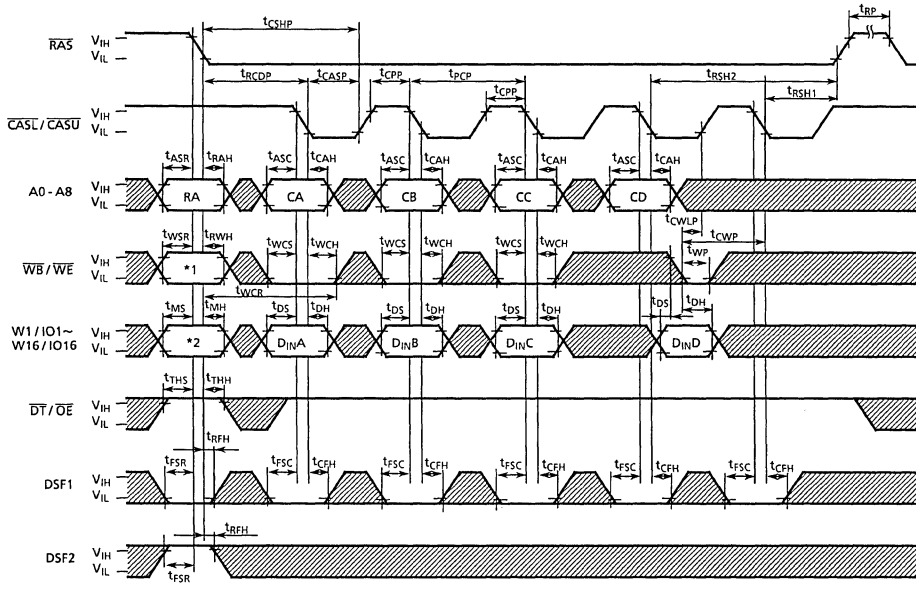 tCSHP tRP
RAS VIH
VIL
tRCDP tCASP tCPP tPCP tRSH2
tCPP tRSH1
CASL / CASU VIH
VIL
tASR tRAH tASC tCAH tASC tCAH tASC tCAH tASC tCAH
A0 - A8 VIH RA CA CB CC CD
VIL
tCWLP tCWP
tWSR tRWH tWCS tWCH tWCS tWCH tWCS tWCH tWP
WB / WE VIH *1
VIL
tWCR
tMS tMH tDS tDH tDS tDH tDS tDH tDS tDH
W1 / IO1~ VIH *2 DINA DINB DINC DIND
W16 / IO16 VIL
tTHS tTHH
DT / OE VIH
VIL
tRFH
tFSR tFSC tCFH tFSC tCFH tFSC tCFH tFSC tCFH tFSC tCFH
DSF1 VIH
VIL
tRFH
DSF2 VIH
VIL
tFSR